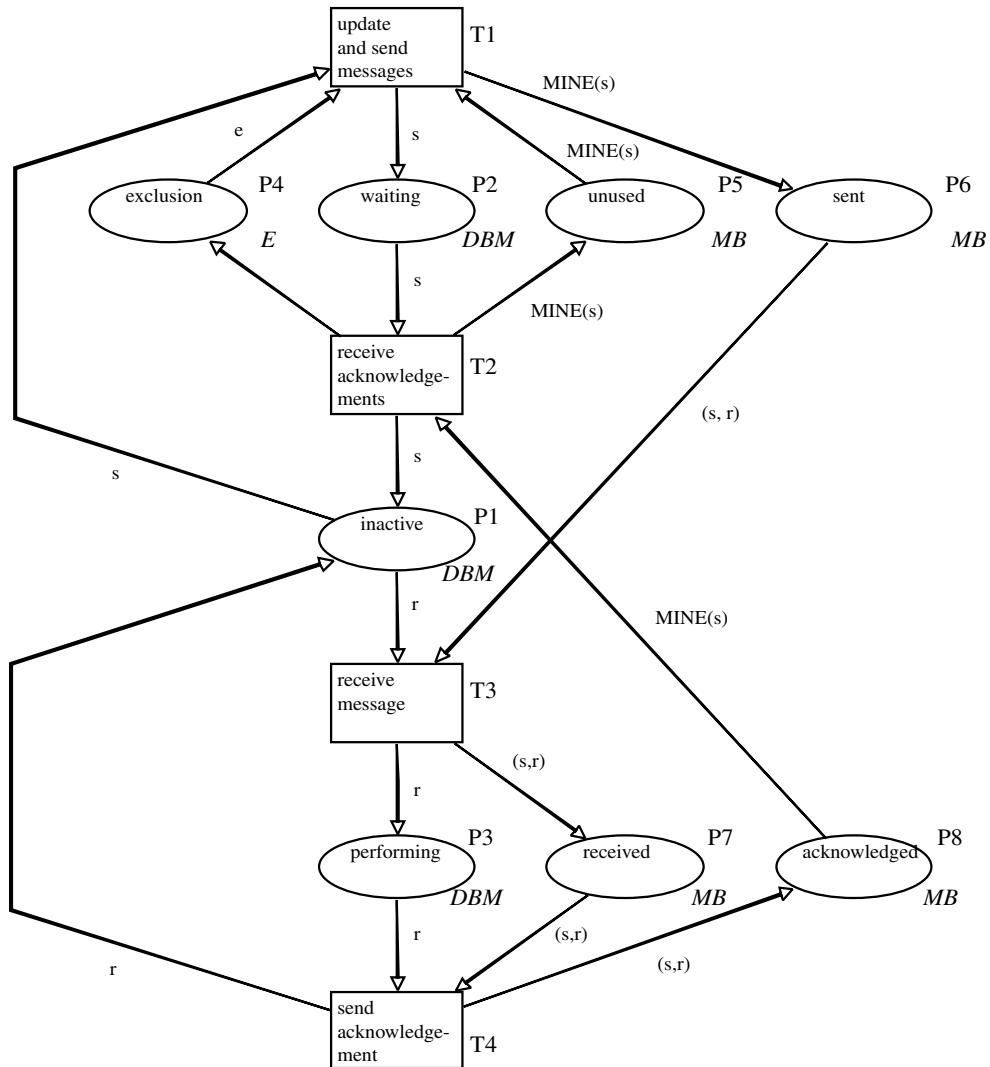 update
and send
messages
T1
MINE(s)
e
s
MINE(s)
exclusion
P4
waiting
P2
unused
P5
sent
P6
E
DBM
MB
MB
s
MINE(s)
receive
acknowledge-
ments
T2
(s, r)
s
s
inactive
P1
DBM
r
MINE(s)
receive
message
T3
(s,r)
r
performing
P3
received
P7
acknowledged
P8
DBM
MB
MB
r
(s,r)
r
(s,r)
send
acknowledge-
ment
T4